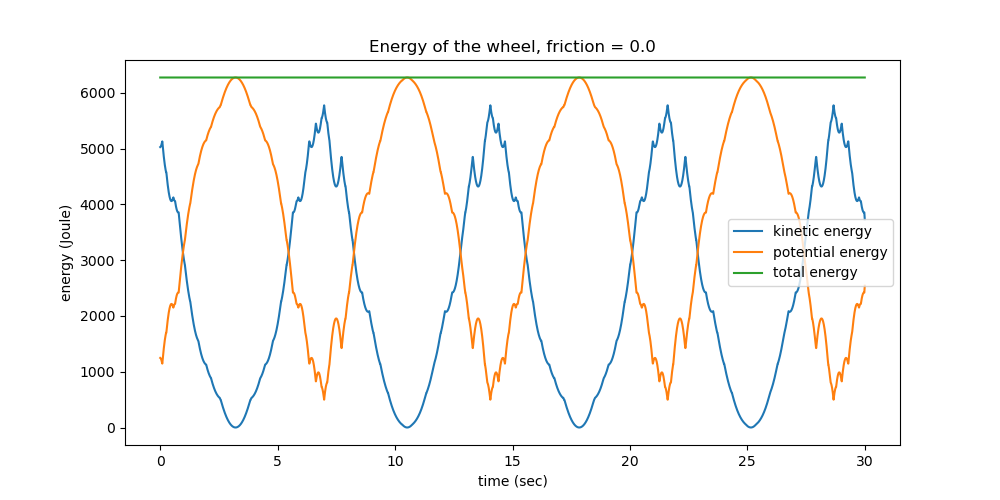 Energy of the wheel, friction = 0.0
energy (Joule)
6000
5000
4000
3000
2000
1000
0
kinetic energy
potential energy
total energy
0 5 10 15 20 25 30
time (sec)